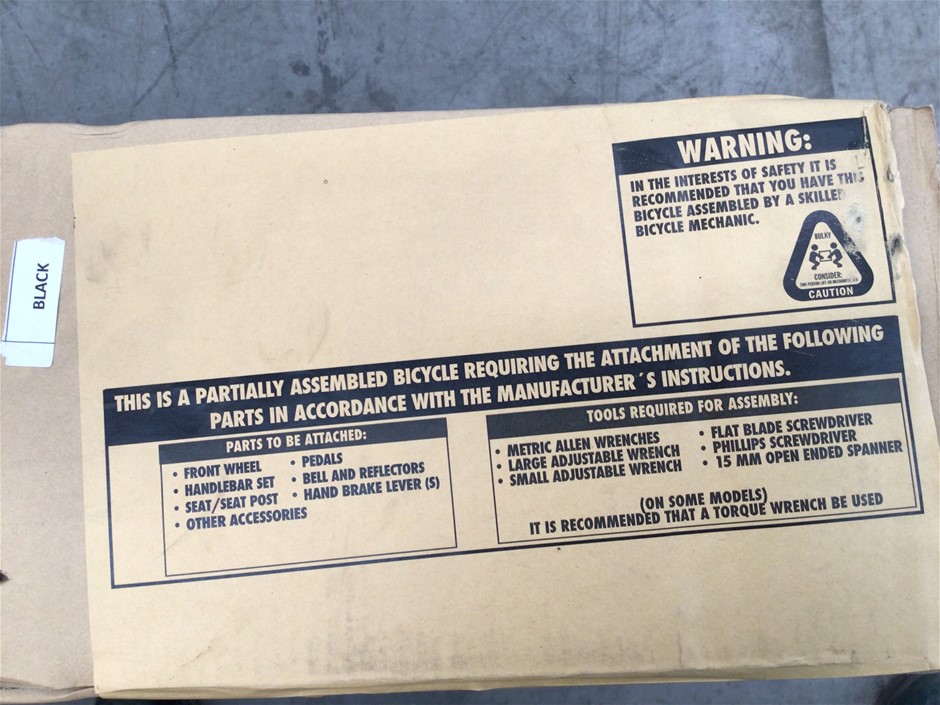 BLACK
WARNING:
IN THE INTERESTS OF SAFETY IT IS
RECOMMENDED THAT YOU HAVE THIS
BICYCLE ASSEMBLED BY A SKILLED
BICYCLE MECHANIC.
BULKY
CONSIDER:
TWO PERSON LIFT OR
CAUTION
THIS IS A PARTIALLY ASSEMBLED BICYCLE REQUIRING THE ATTACHMENT OF THE FOLLOWING
PARTS IN ACCORDANCE WITH THE MANUFACTURER´S INSTRUCTIONS.
PARTS TO BE ATTACHED:
• FRONT WHEEL
• HANDLEBAR SET
• SEAT/SEAT POST
• OTHER ACCESSORIES
• PEDALS
• BELL AND REFLECTORS
• HAND BRAKE LEVER (S)
TOOLS REQUIRED FOR ASSEMBLY:
• METRIC ALLEN WRENCHES
• LARGE ADJUSTABLE WRENCH
• SMALL ADJUSTABLE WRENCH
• FLAT BLADE SCREWDRIVER
• PHILLIPS SCREWDRIVER
• 15 MM OPEN ENDED SPANNER
(ON SOME MODELS)
IT IS RECOMMENDED THAT A TORQUE WRENCH BE USED